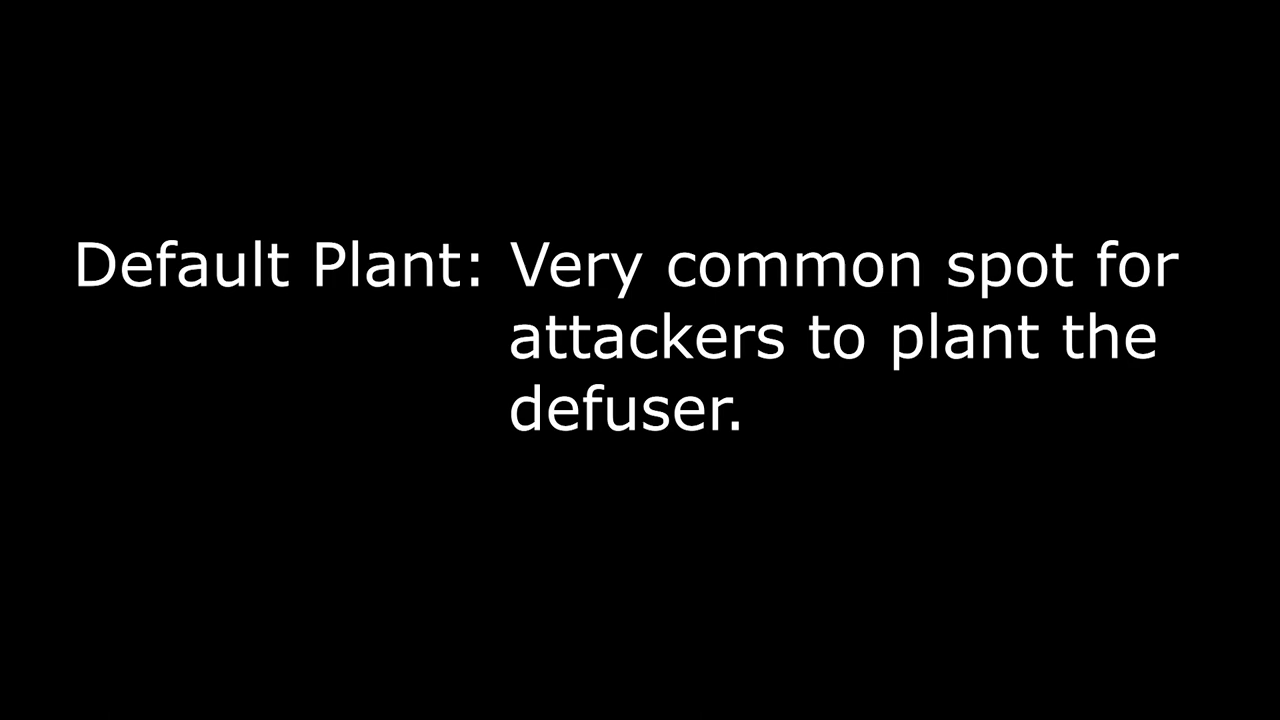 Default Plant: Very common spot for
attackers to plant the
defuser.